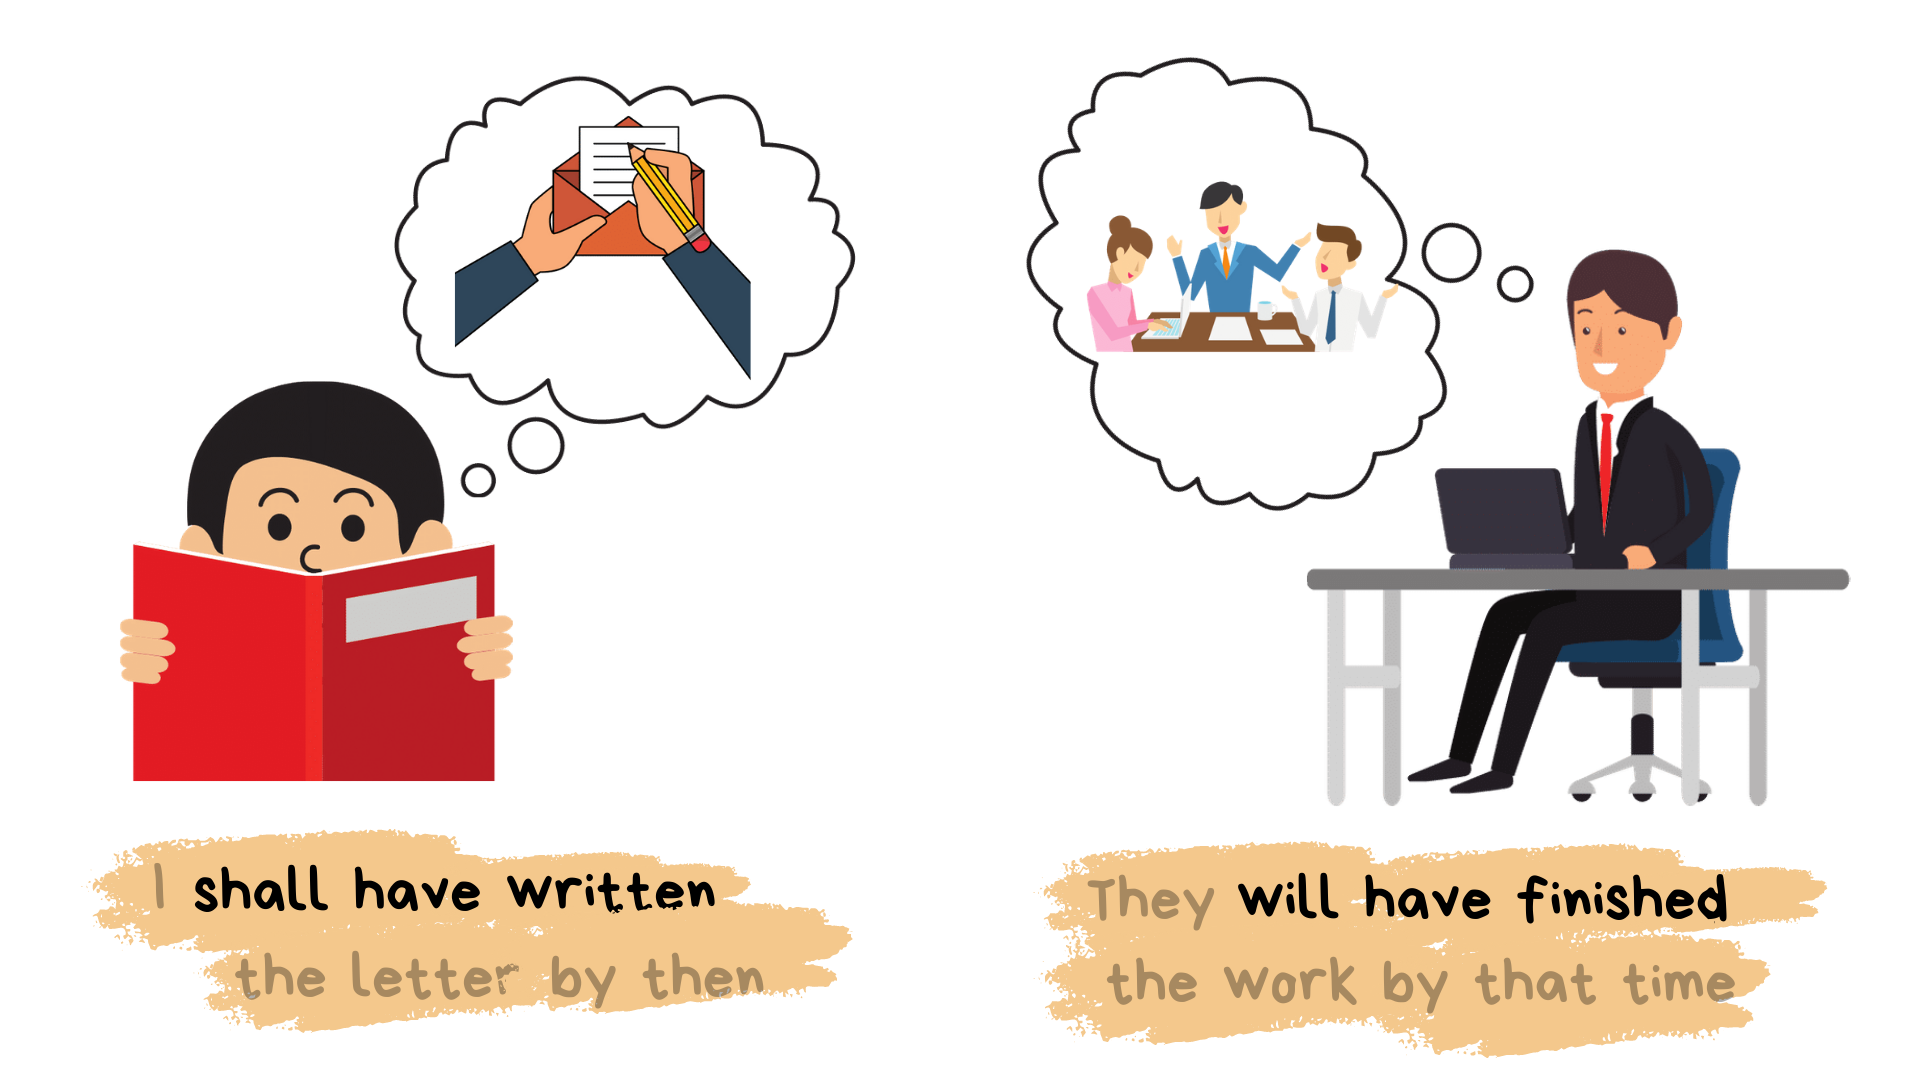 I shall have written
the letter by then
They will have finished
the work by that time